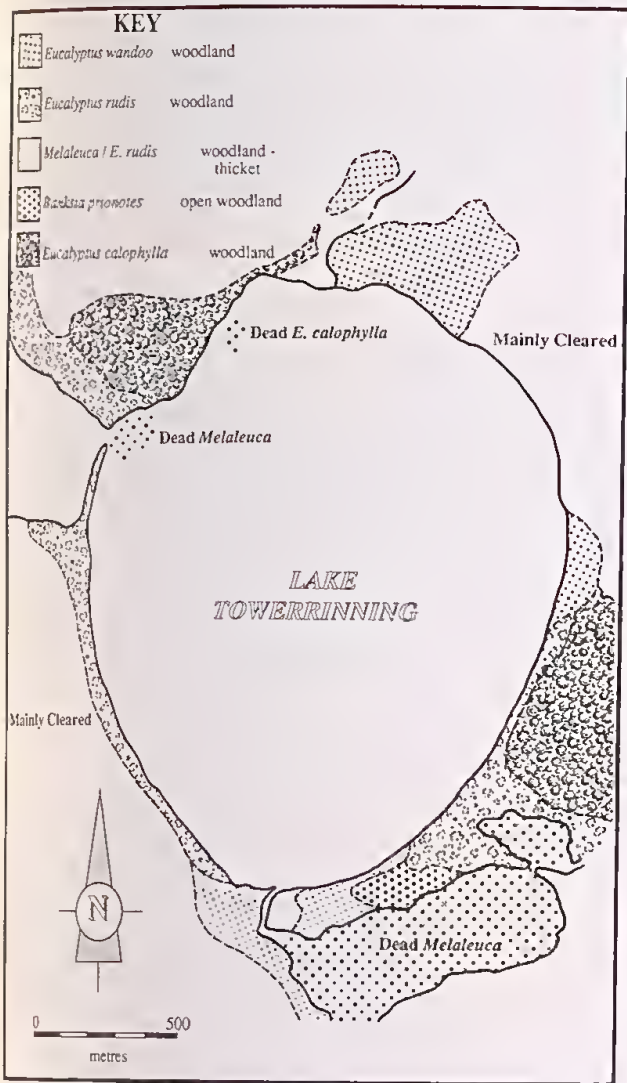 KEY
Eucalyptus wandoo woodland
Eucalyptus rudis woodland
Melaleuca / E. rudis woodland -
thicket
Banksia prionotes open woodland
Eucalyptus calophylla woodland
Dead E. calophylla
Mainly Cleared
Dead Melaleuca
LAKE
TOWERRINNING
Mainly Cleared
N
Dead Melaleuca
0 500
metres